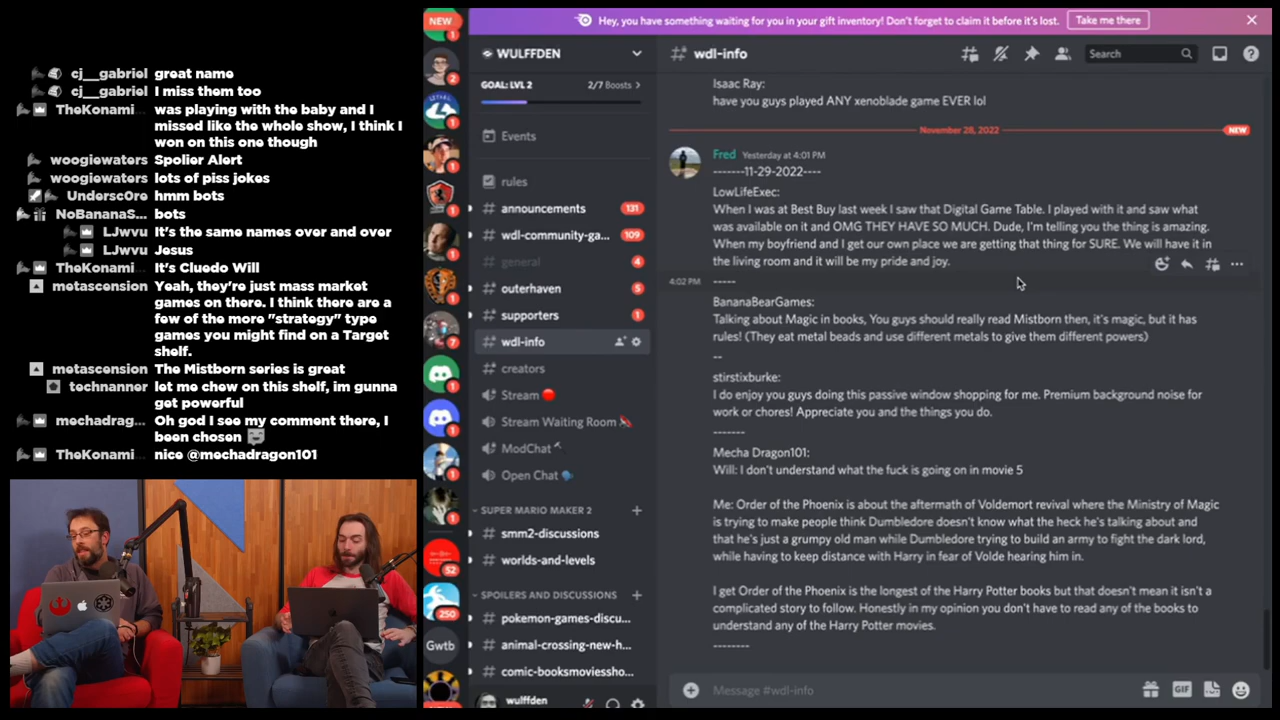 cj__gabriel great name
cj__gabriel I miss them too
TheKonami... was playing with the baby and I
missed like the whole show, I think I
won on this one though
woogiewaters Spolier Alert
woogiewaters lots of piss jokes
Undersc0re hmm bots
NoBananaS... bots
LJwvu It's the same names over and over
LJwvu Jesus
TheKonami... It's Cluedo Will
metascension Yeah, they're just mass market
games on there. I think there are a
few of the more "strategy" type
games you might find on a Target
shelf.
metascension The Mistborn series is great
technanner let me chew on this shelf, im gunna
get powerful
mechadrag... Oh god I see my comment there, I
been chosen
TheKonami... nice @mechadragon101
NEW
1
2
1
1
1
1
1
7
1
1
1
1
52
250
Gwtb
Hey, you have something waiting for you in your gift inventory! Don't forget to claim it before it's lost.
Take me there
WULFFDEN
GOAL: LVL 2 2/7 Boosts >
Events
rules
# announcements 131
# wdl-community-ga... 109
# general 4
# outerhaven 5
# supporters 1
# wdl-info
# creators
Stream
Stream Waiting Room
ModChat
Open Chat
SUPER MARIO MAKER 2 +
# smm2-discussions
# worlds-and-levels
SPOILERS AND DISCUSSIONS +
# pokemon-games-discu...
# animal-crossing-new-h...
# comic-booksmoviessho...
wulffden
wdl-info
Search
Isaac Ray:
have you guys played ANY xenoblade game EVER lol
November 28, 2022 NEW
Fred Yesterday at 4:01 PM
-------11-29-2022----
LowLifeExec:
When I was at Best Buy last week I saw that Digital Game Table. I played with it and saw what
was available on it and OMG THEY HAVE SO MUCH. Dude, I'm telling you the thing is amazing.
When my boyfriend and I get our own place we are getting that thing for SURE. We will have it in
the living room and it will be my pride and joy.
4:02 PM -----
BananaBearGames:
Talking about Magic in books, You guys should really read Mistborn then, it's magic, but it has
rules! (They eat metal beads and use different metals to give them different powers)
--
stirstixburke:
I do enjoy you guys doing this passive window shopping for me. Premium background noise for
work or chores! Appreciate you and the things you do.
-------
Mecha Dragon101:
Will: I don't understand what the fuck is going on in movie 5
Me: Order of the Phoenix is about the aftermath of Voldemort revival where the Ministry of Magic
is trying to make people think Dumbledore doesn't know what the heck he's talking about and
that he's just a grumpy old man while Dumbledore trying to build an army to fight the dark lord,
while having to keep distance with Harry in fear of Volde hearing him in.
I get Order of the Phoenix is the longest of the Harry Potter books but that doesn't mean it isn't a
complicated story to follow. Honestly in my opinion you don't have to read any of the books to
understand any of the Harry Potter movies.
--------
Message #wdl-info
GIF